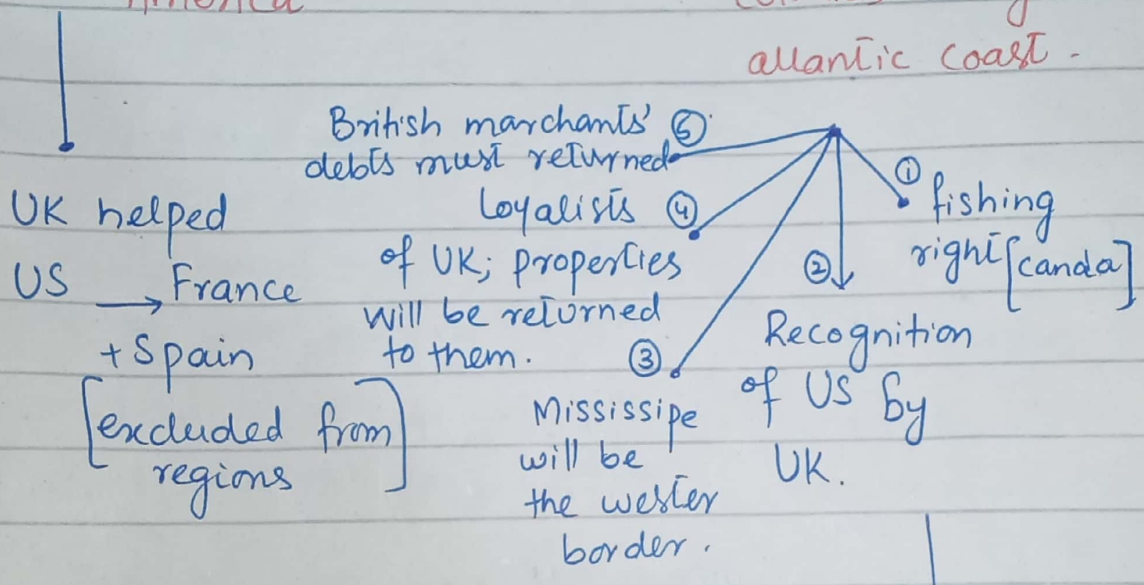 America
atlantic coast.
British marchants' ⑤
debts must returned
① fishing
right [canda]
Loyalists ④
of UK; properties
will be returned
to them.
UK helped
US → France
+ Spain
[excluded from
regions]
②
Recognition
of US by
UK.
③
Mississipe
will be
the wester
border.